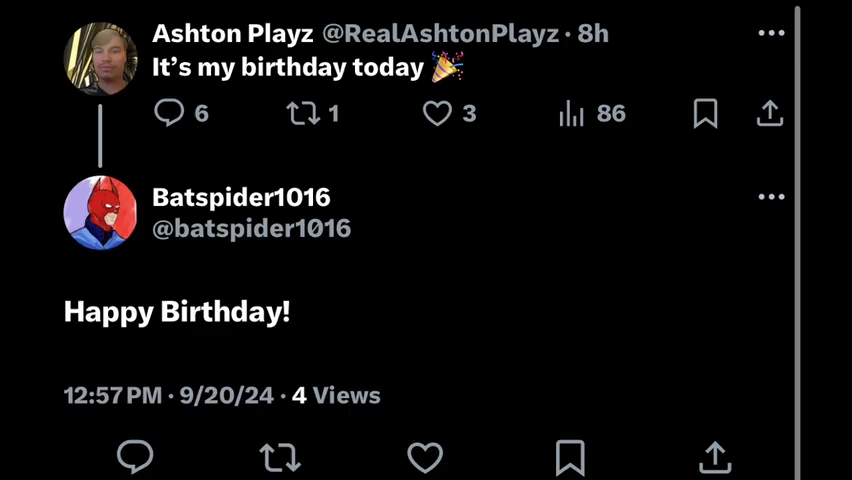 Ashton Playz @RealAshtonPlayz · 8h
It's my birthday today 🎉
6 1 3 86
Batspider1016
@batspider1016
Happy Birthday!
12:57 PM · 9/20/24 · 4 Views